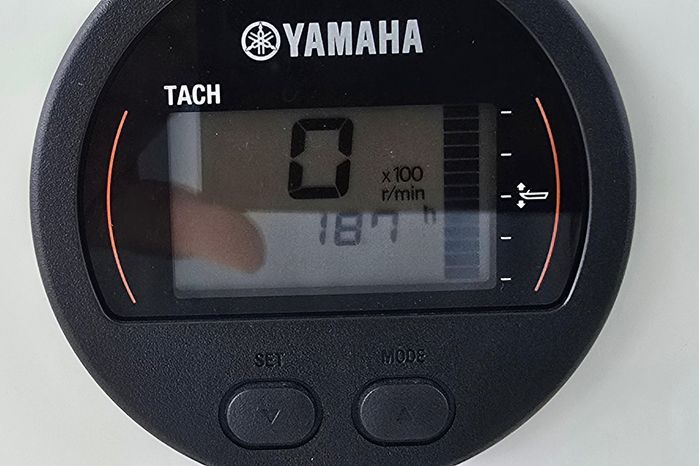 YAMAHA
TACH
0 x100
r/min
187 h
SET MODE